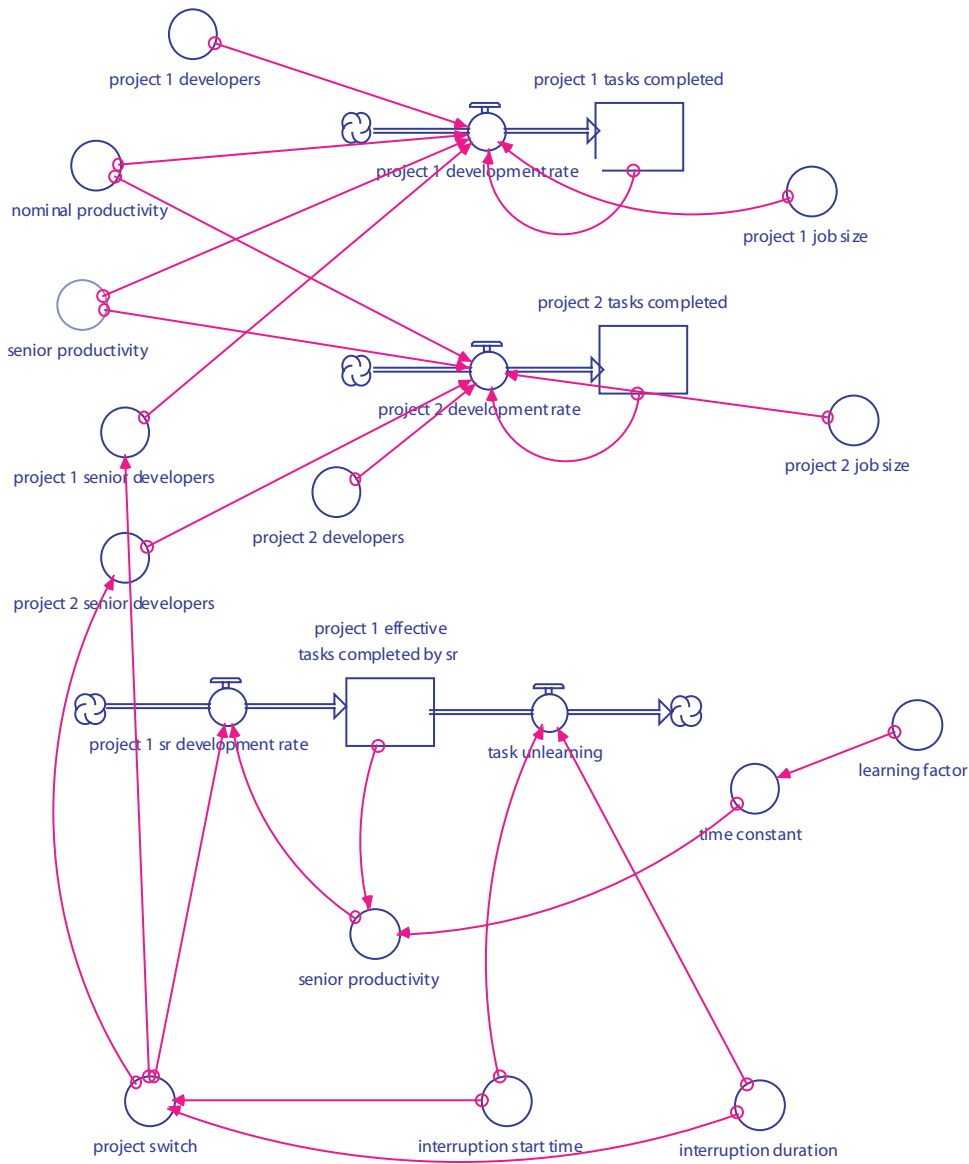 project 1 developers
project 1 tasks completed
project 1 development rate
nominal productivity
project 1 job size
project 2 tasks completed
senior productivity
project 2 development rate
project 2 job size
project 1 senior developers
project 2 developers
project 2 senior developers
project 1 effective
tasks completed by sr
project 1 sr development rate
task unlearning
learning factor
time constant
senior productivity
project switch
interruption start time
interruption duration